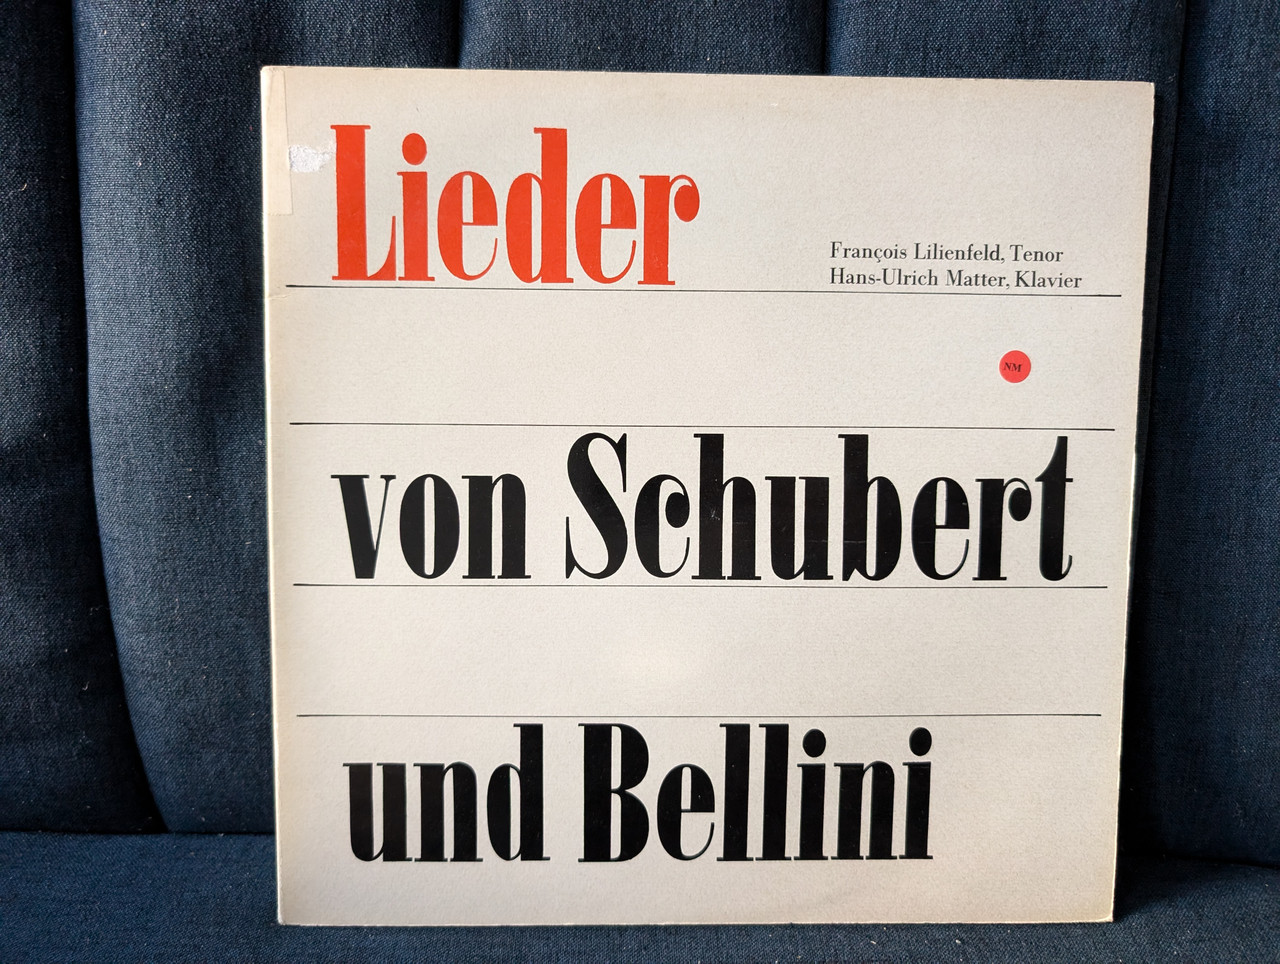 Lieder
François Lilienfeld, Tenor
Hans-Ulrich Matter, Klavier
NM
von Schubert
und Bellini